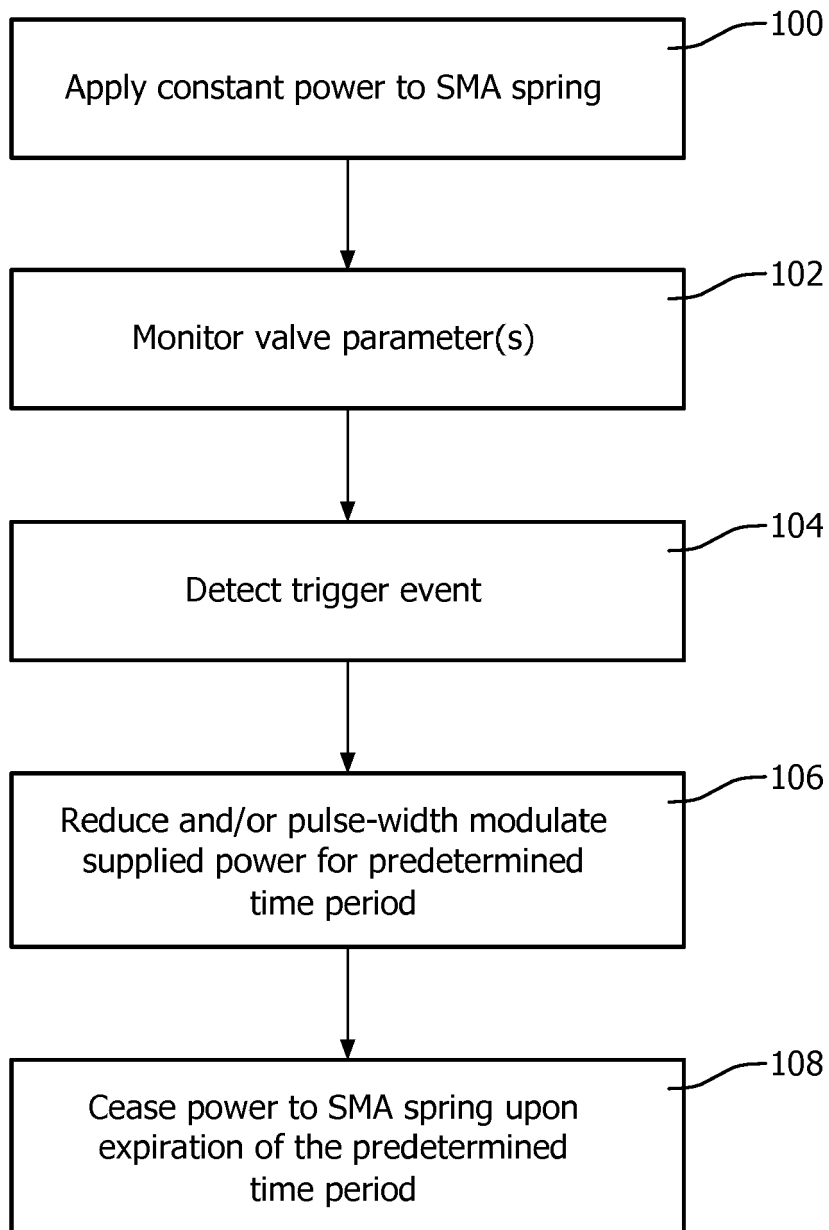 100
Apply constant power to SMA spring
102
Monitor valve parameter(s)
104
Detect trigger event
106
Reduce and/or pulse-width modulate
supplied power for predetermined
time period
108
Cease power to SMA spring upon
expiration of the predetermined
time period